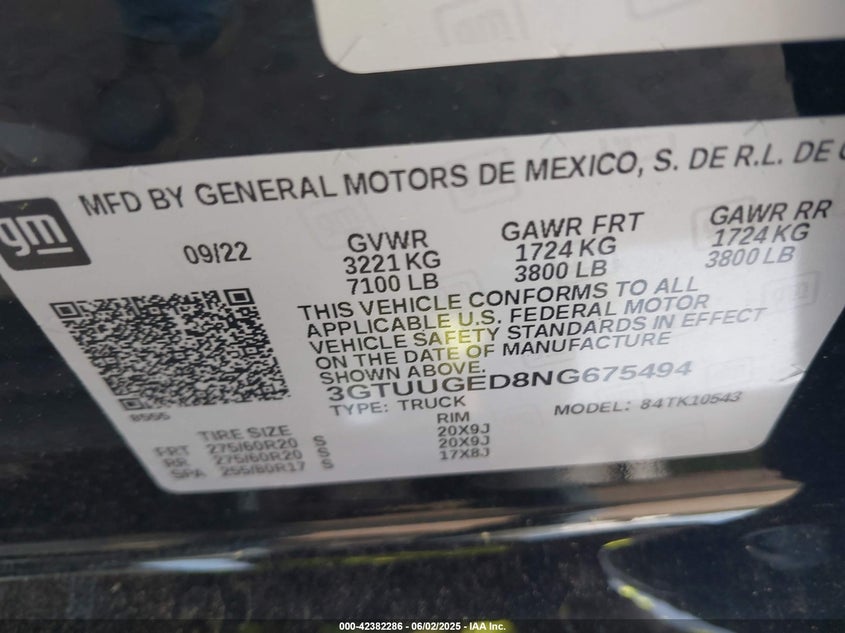 MFD BY GENERAL MOTORS DE MEXICO, S. DE R.L. DE
gm
09/22
GVWR
3221 KG
7100 LB
GAWR FRT
1724 KG
3800 LB
GAWR RR
1724 KG
3800 LB
THIS VEHICLE CONFORMS TO ALL
APPLICABLE U.S. FEDERAL MOTOR
VEHICLE SAFETY STANDARDS IN EFFECT
ON THE DATE OF MANUFACTURE
SHOWN ABOVE.
3GTUUGED8NG675494
TYPE: TRUCK MODEL: 84TK10543
8555
TIRE SIZE RIM
FRT 275/60R20 S 20X9J
RR 275/60R20 S 20X9J
SPA 255/80R17 S 17X8J
000-42382286 - 06/02/2025 - IAA Inc.